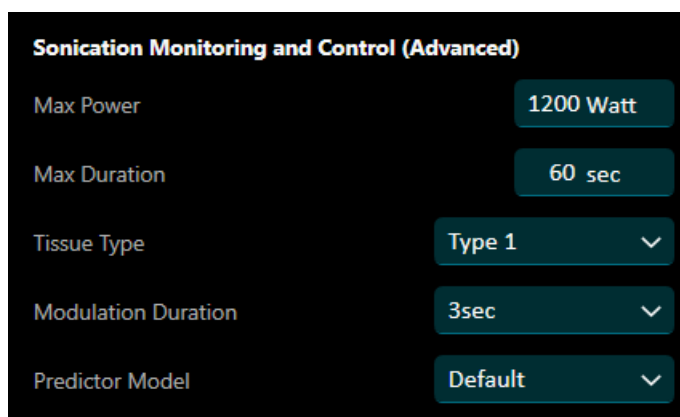 Sonication Monitoring and Control (Advanced)
Max Power 1200 Watt
Max Duration 60 sec
Tissue Type Type 1
Modulation Duration 3sec
Predictor Model Default